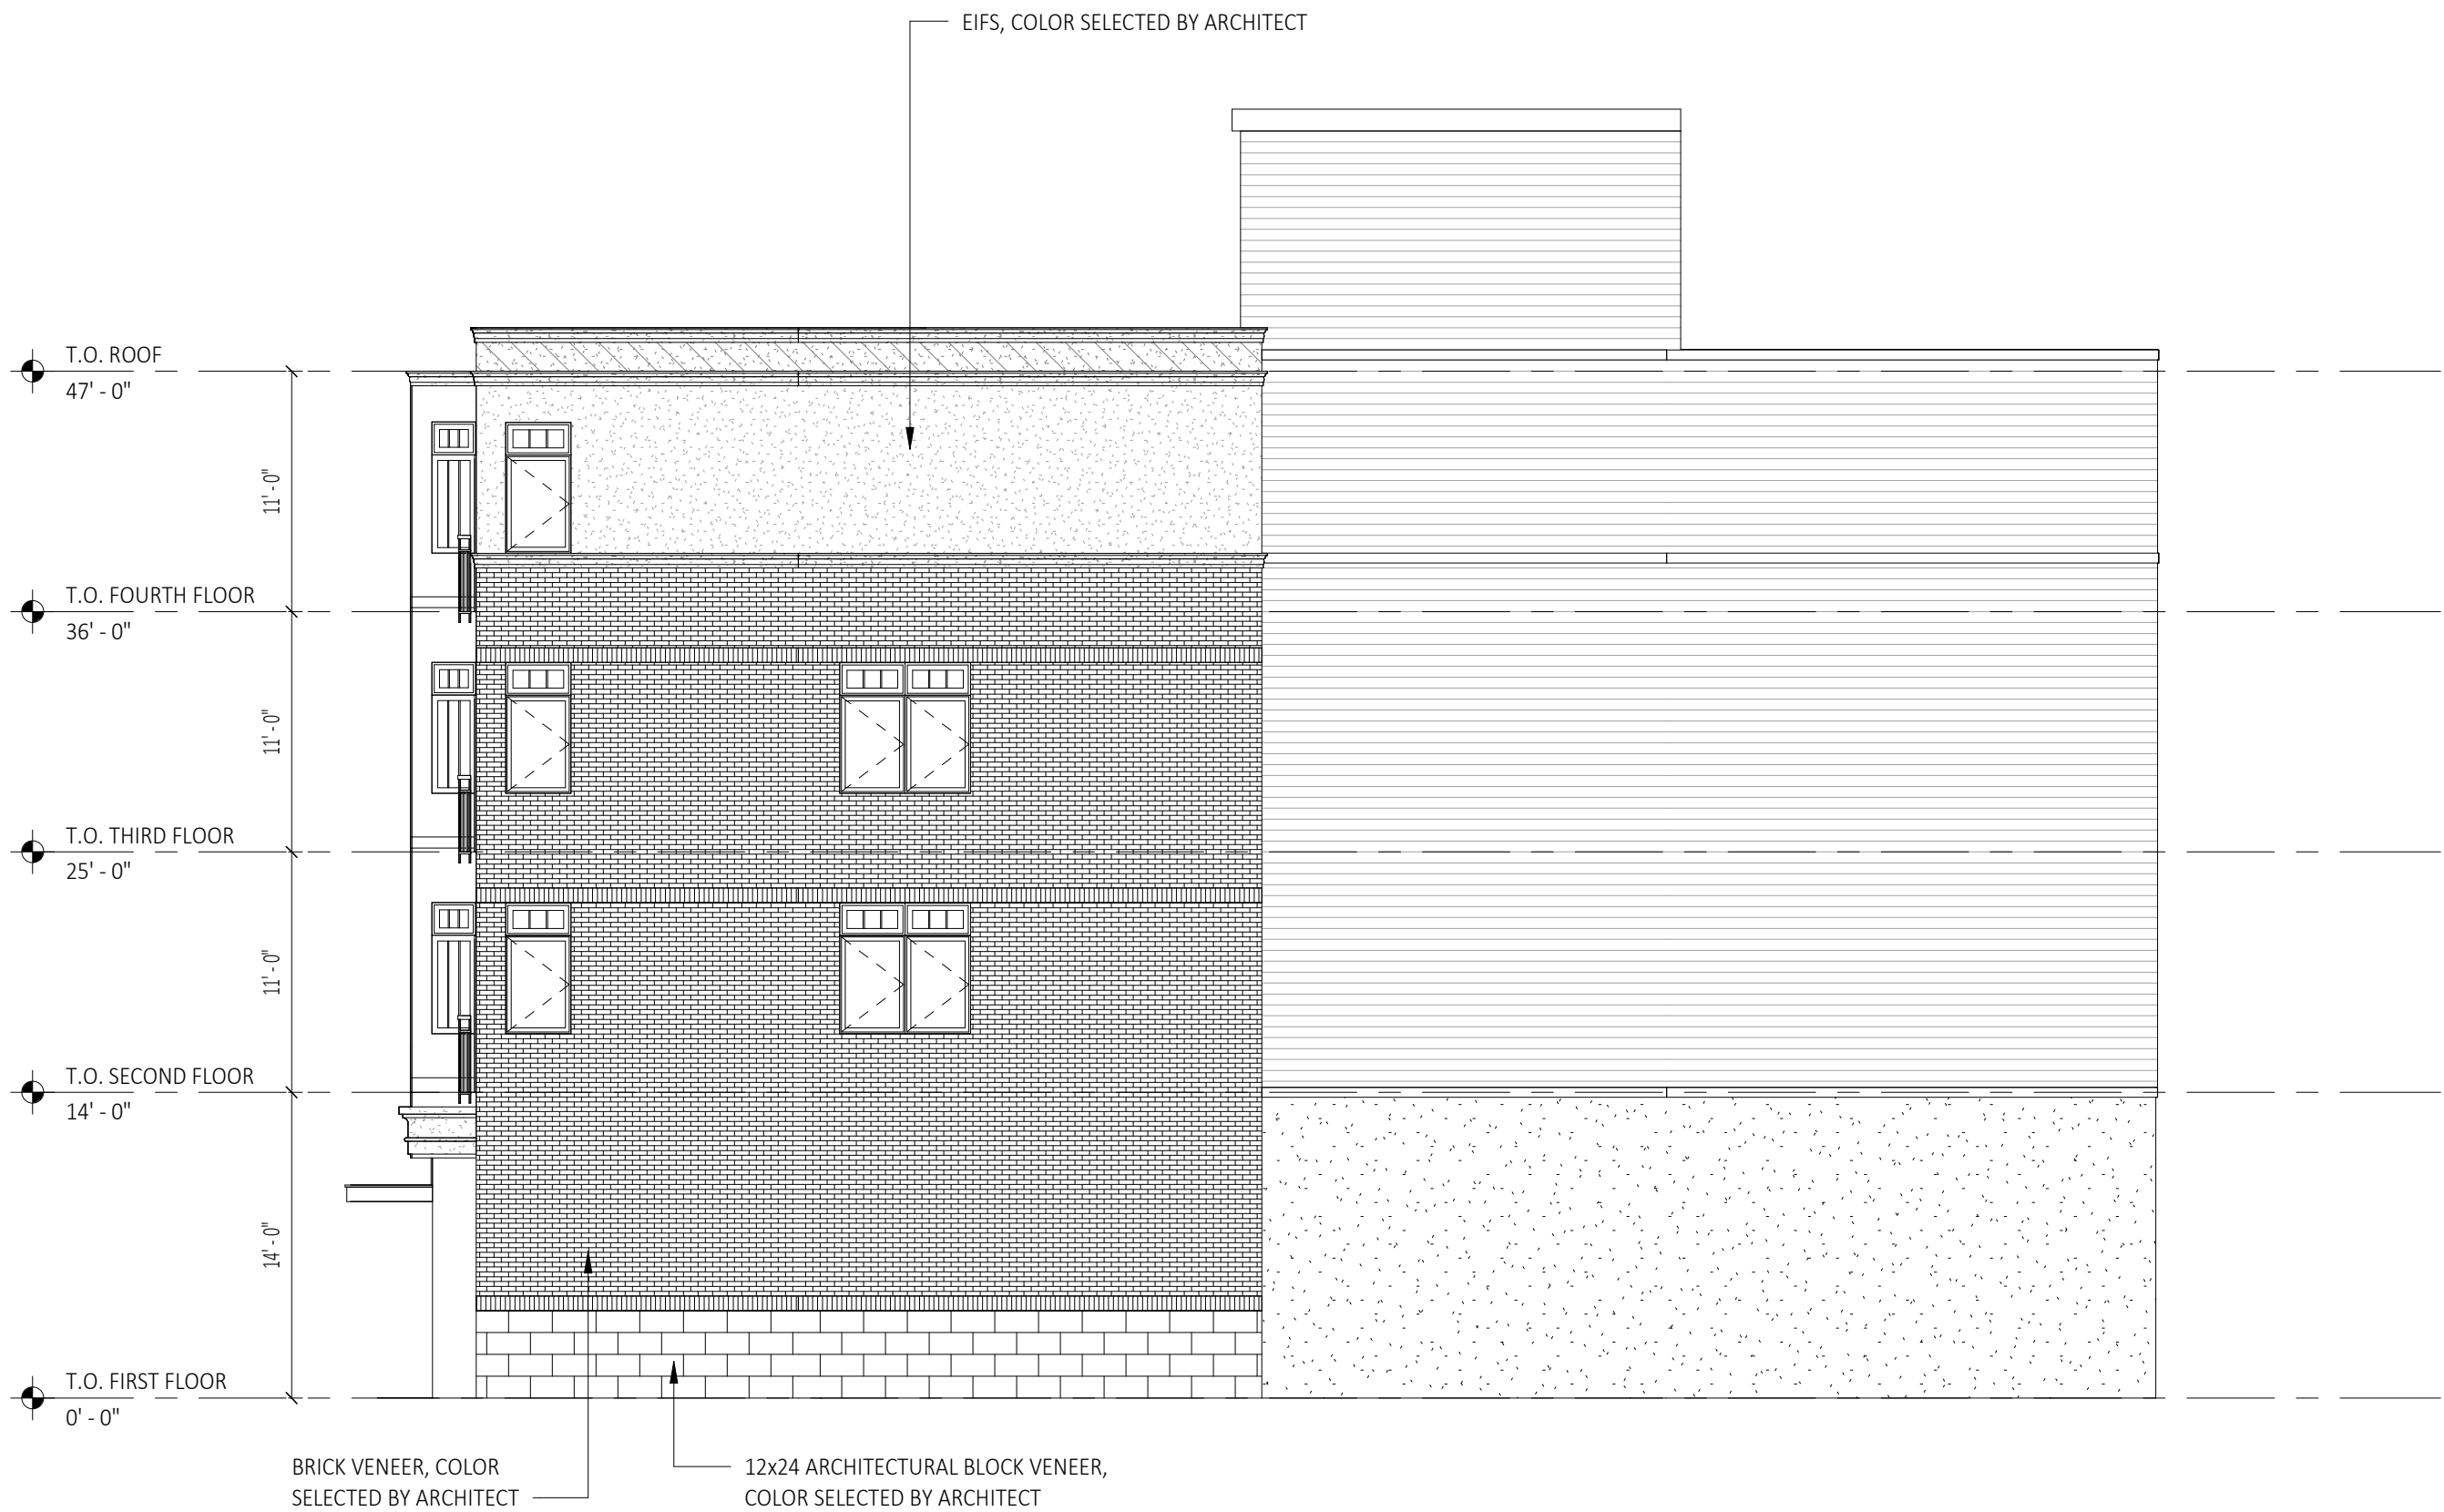 EIFS, COLOR SELECTED BY ARCHITECT
T.O. ROOF
47' - 0"
11' - 0"
T.O. FOURTH FLOOR
36' - 0"
11' - 0"
T.O. THIRD FLOOR
25' - 0"
11' - 0"
T.O. SECOND FLOOR
14' - 0"
14' - 0"
T.O. FIRST FLOOR
0' - 0"
BRICK VENEER, COLOR
SELECTED BY ARCHITECT
12x24 ARCHITECTURAL BLOCK VENEER,
COLOR SELECTED BY ARCHITECT